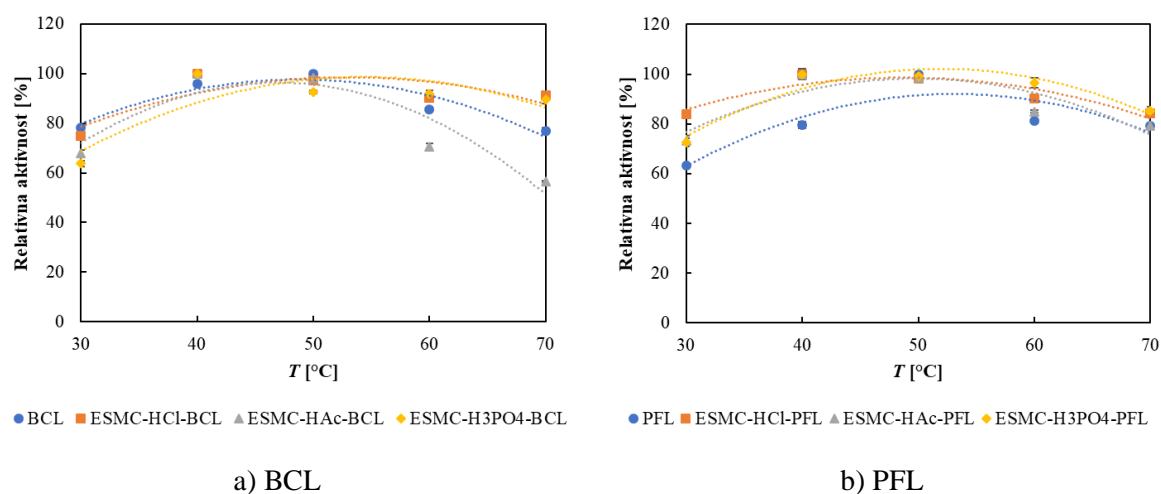 120
100
80
60
40
20
0
Relativna aktivnost [%]
30 40 50 60 70
T [°C]
BCL ESMC-HCl-BCL ESMC-HAc-BCL ESMC-H3PO4-BCL
a) BCL
120
100
80
60
40
20
0
Relativna aktivnost [%]
30 40 50 60 70
T [°C]
PFL ESMC-HCl-PFL ESMC-HAc-PFL ESMC-H3PO4-PFL
b) PFL